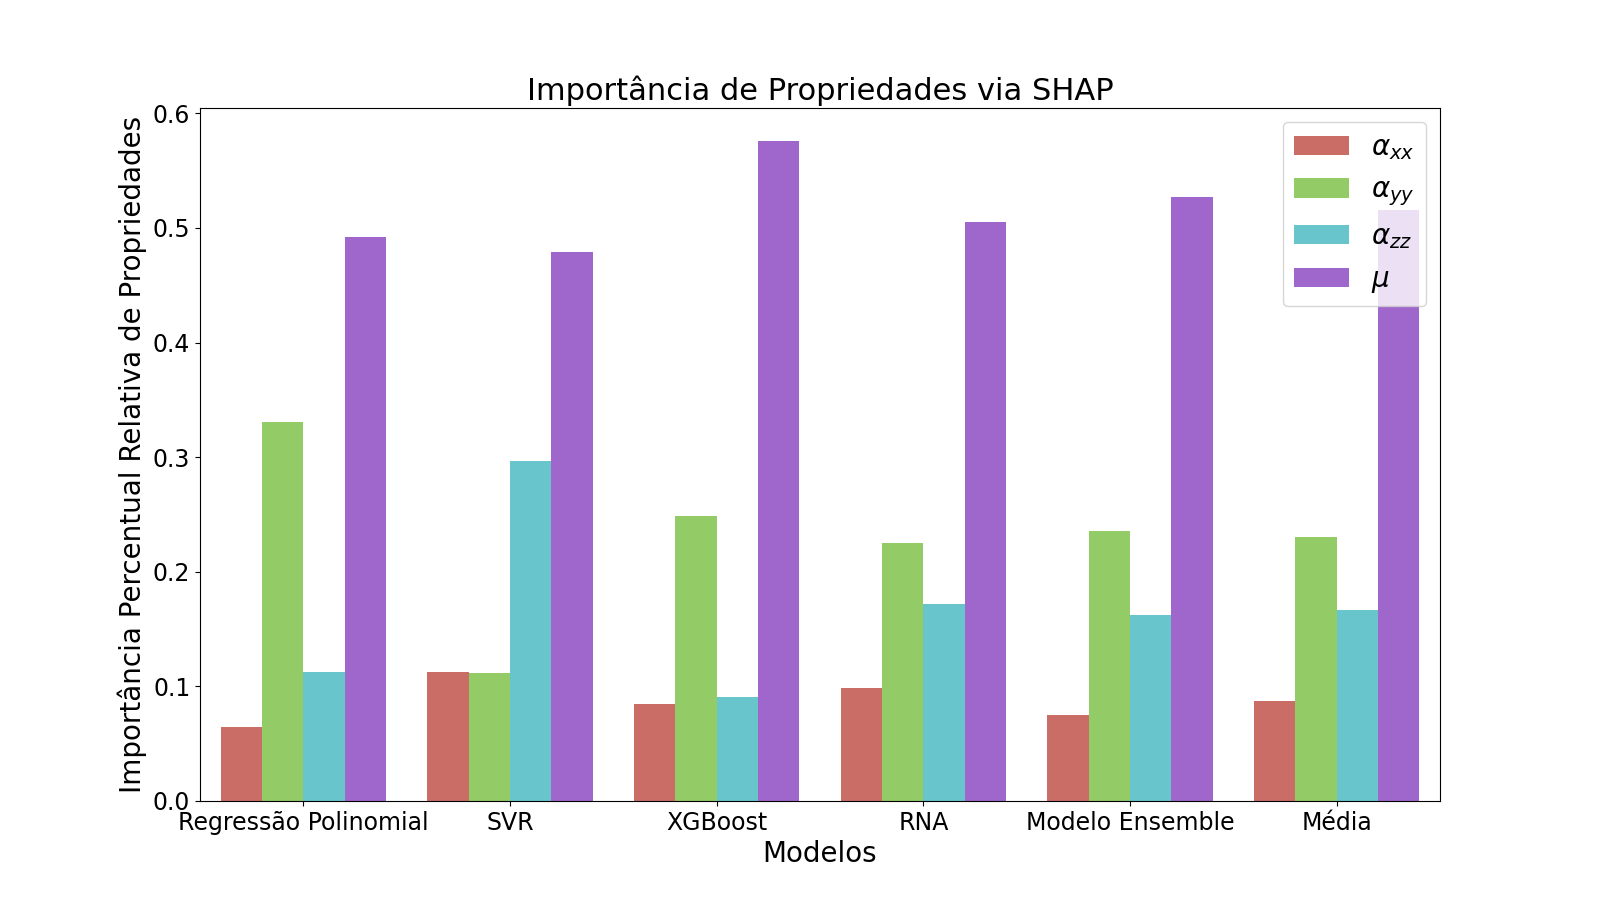 Importância de Propriedades via SHAP
Importância Percentual Relativa de Propriedades
0.6
0.5
0.4
0.3
0.2
0.1
0.0
α_xx
α_yy
α_zz
μ
Regressão Polinomial SVR XGBoost RNA Modelo Ensemble Média
Modelos